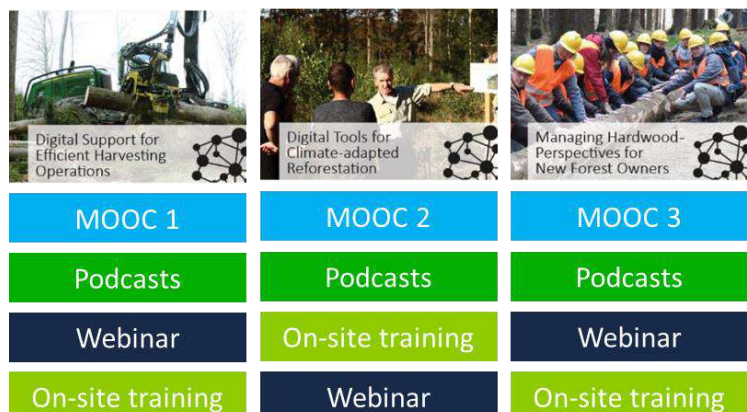 Digital Support for
Efficient Harvesting
Operations
Digital Tools for
Climate-adapted
Reforestation
Managing Hardwood-
Perspectives for
New Forest Owners
MOOC 1
MOOC 2
MOOC 3
Podcasts
Podcasts
Podcasts
Webinar
On-site training
Webinar
On-site training
Webinar
On-site training